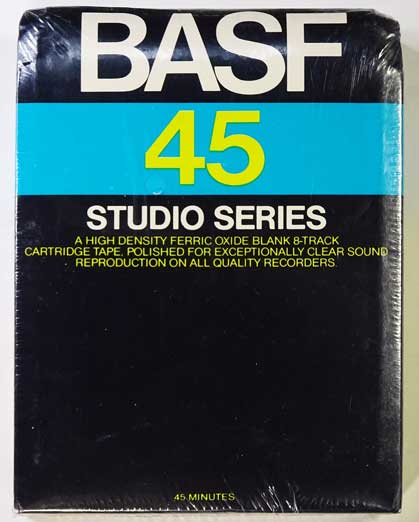 BASF
45
STUDIO SERIES
A HIGH DENSITY FERRIC OXIDE BLANK 8-TRACK
CARTRIDGE TAPE, POLISHED FOR EXCEPTIONALLY CLEAR SOUND
REPRODUCTION ON ALL QUALITY RECORDERS.
45 MINUTES